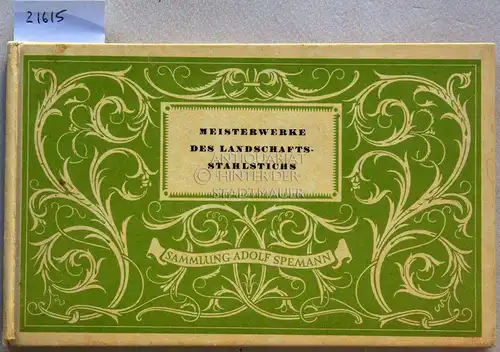 21615
MEISTERWERKE
DES LANDSCHAFTS-
STAHLSTICHS
ANTIQUARIAT
HINTER DER
STADTMAUER
SAMMLUNG ADOLF SPEMANN